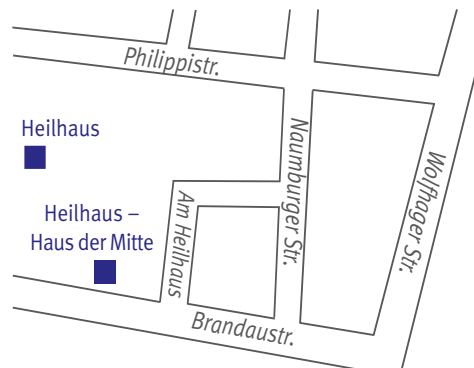 Philippistr.
Heilhaus
Naumburger Str.
Wolfhager Str.
Heilhaus –
Haus der Mitte
Am Heilhaus
Brandaustr.